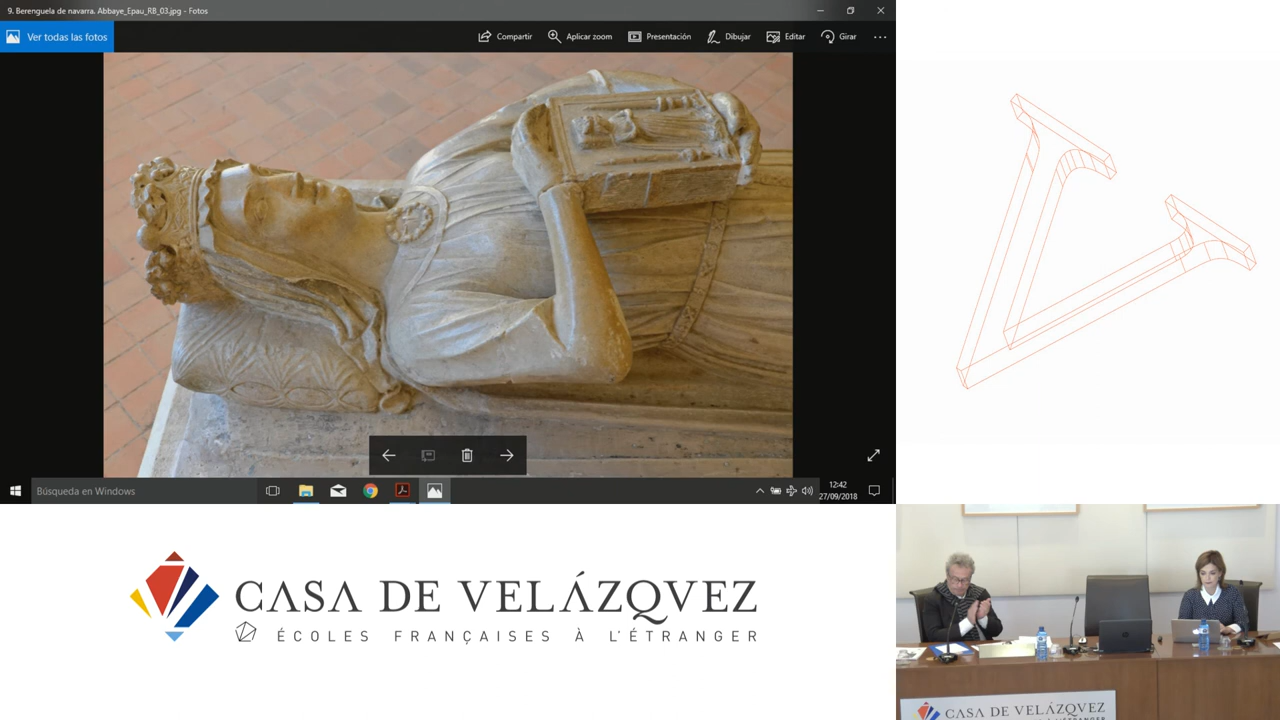 9. Berenguela de navarra. Abbaye_Epau_RB_03.jpg - Fotos
Ver todas las fotos
Compartir
Aplicar zoom
Presentación
Dibujar
Editar
Girar
Búsqueda en Windows
12:42
27/09/2018
CASA DE VELÁZQVEZ
ÉCOLES FRANÇAISES À L'ÉTRANGER
CASA DE VELÁZQVEZ